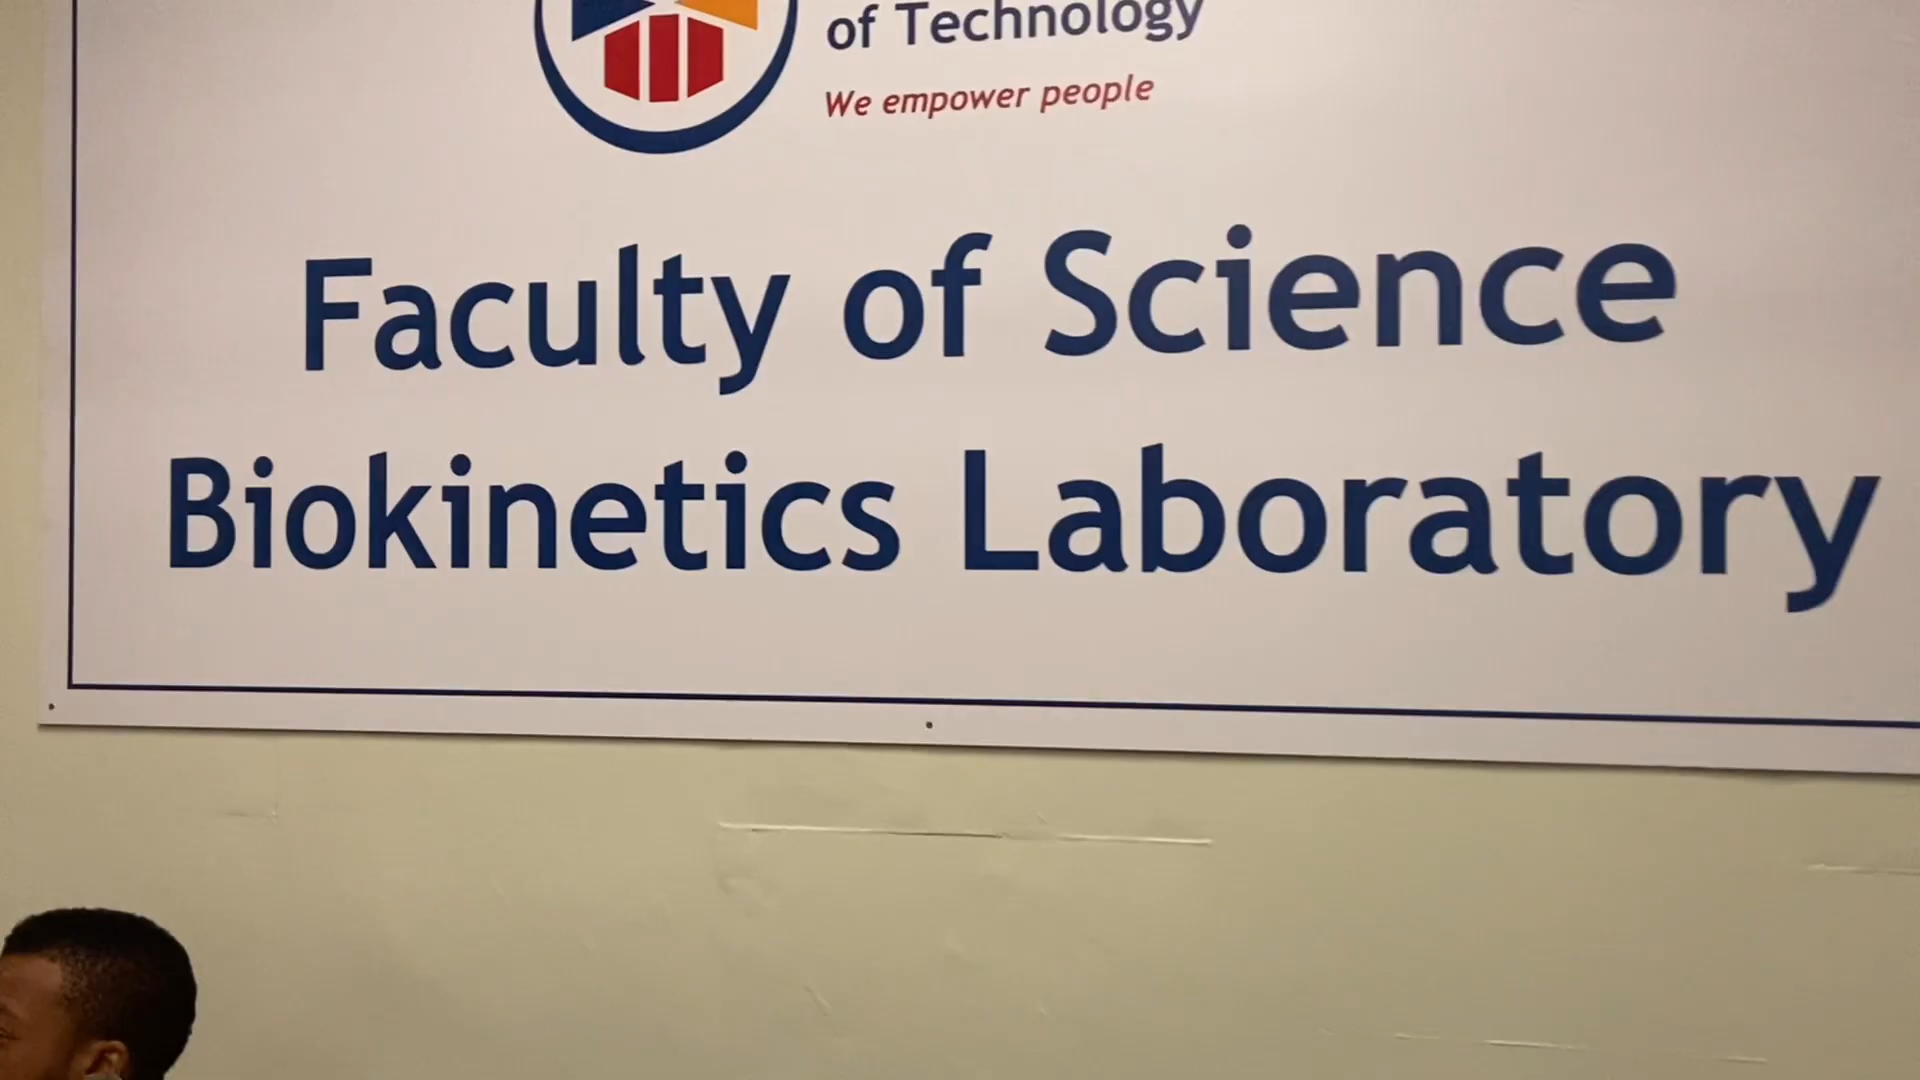 of Technology
We empower people
Faculty of Science
Biokinetics Laboratory